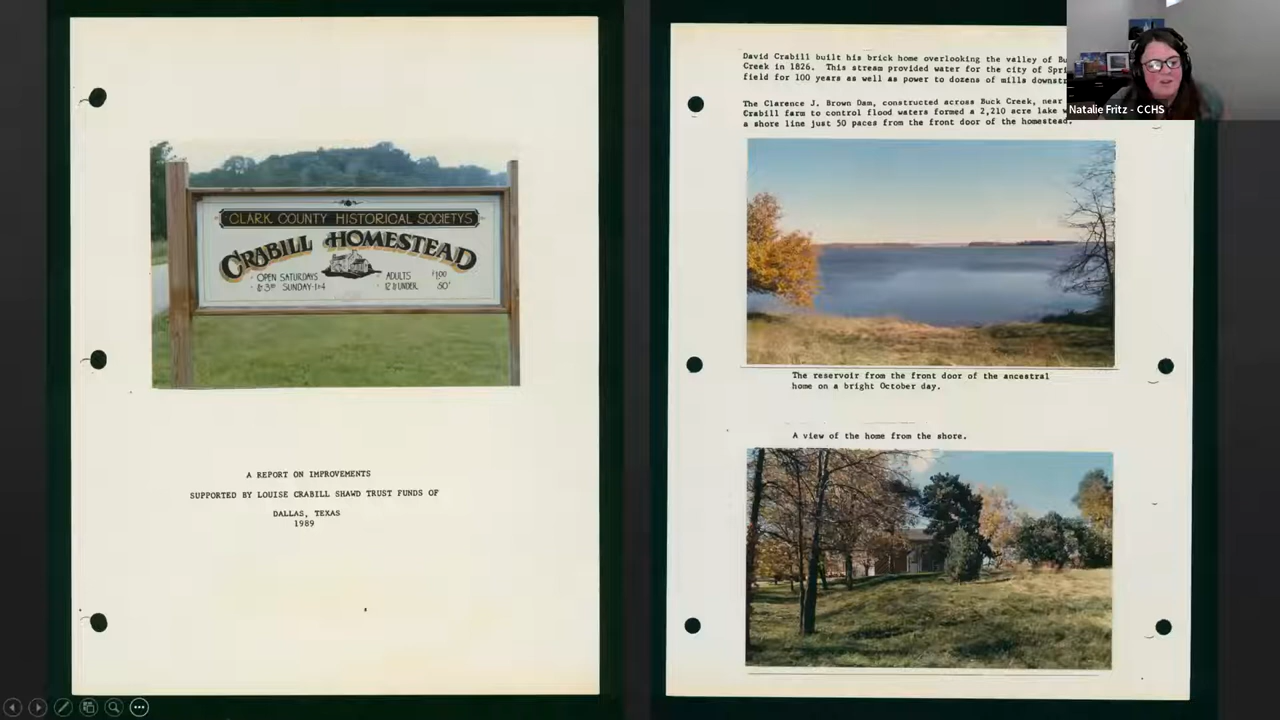 CLARK COUNTY HISTORICAL SOCIETYS
CRABILL HOMESTEAD
· OPEN SATURDAYS
· & 3RD SUNDAY·1-4
· ADULTS $1.00
· 12 & UNDER 50¢
A REPORT ON IMPROVEMENTS
SUPPORTED BY LOUISE CRABILL SHAWD TRUST FUNDS OF
DALLAS, TEXAS
1989
David Crabill built his brick home overlooking the valley of
Creek in 1826. This stream provided water for the city of
field for 100 years as well as power to dozens of mills
The Clarence J. Brown Dam, constructed across Buck Creek, near
Crabill farm to control flood waters formed a 2,210 acre lake
a shore line just 50 paces from the front door of the homestead.
The reservoir from the front door of the ancestral
home on a bright October day.
A view of the home from the shore.
Natalie Fritz - CCHS